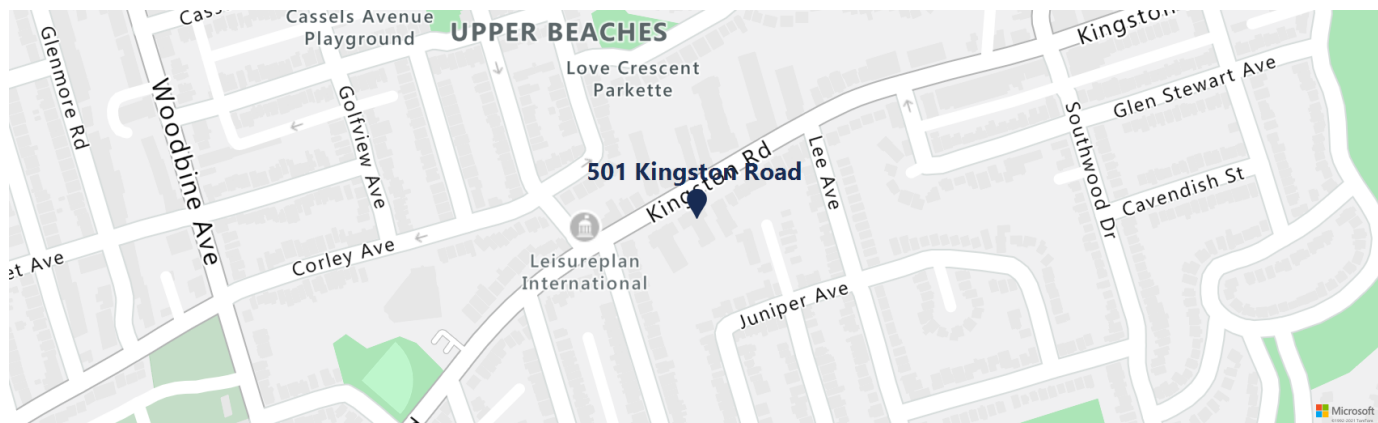 Cass
Cassels Avenue
Playground
UPPER BEACHES
Kingston
Glenmore Rd
Woodbine Ave
Golfview Ave
Love Crescent
Parkette
Glen Stewart Ave
Southwood Dr
Lee Ave
501 Kingston Road
Kingston Rd
Cavendish St
et Ave
Corley Ave
Leisureplan
International
Juniper Ave
Microsoft